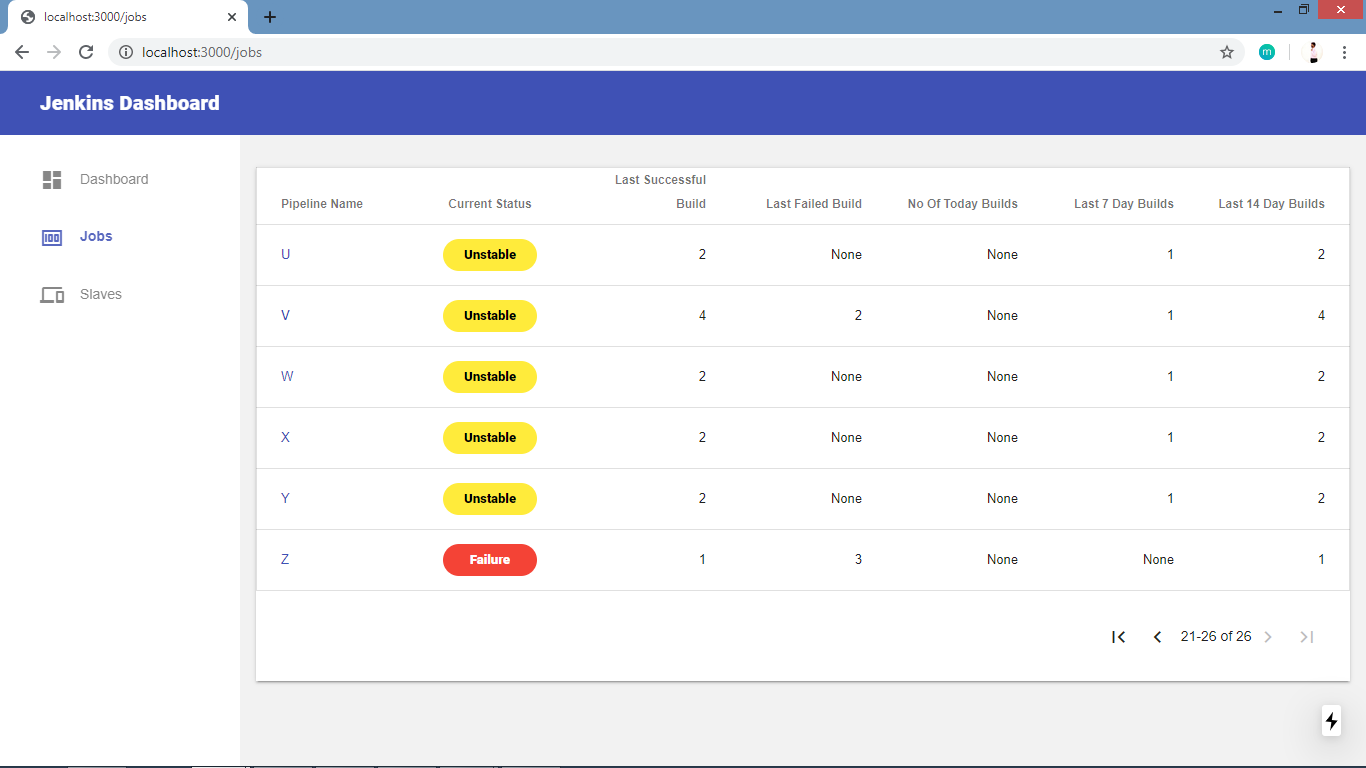 localhost:3000/jobs
localhost:3000/jobs
m
Jenkins Dashboard
Dashboard
Jobs
Slaves
Pipeline Name Current Status Last Successful Build Last Failed Build No Of Today Builds Last 7 Day Builds Last 14 Day Builds
U Unstable 2 None None 1 2
V Unstable 4 2 None 1 4
W Unstable 2 None None 1 2
X Unstable 2 None None 1 2
Y Unstable 2 None None 1 2
Z Failure 1 3 None None 1
21-26 of 26